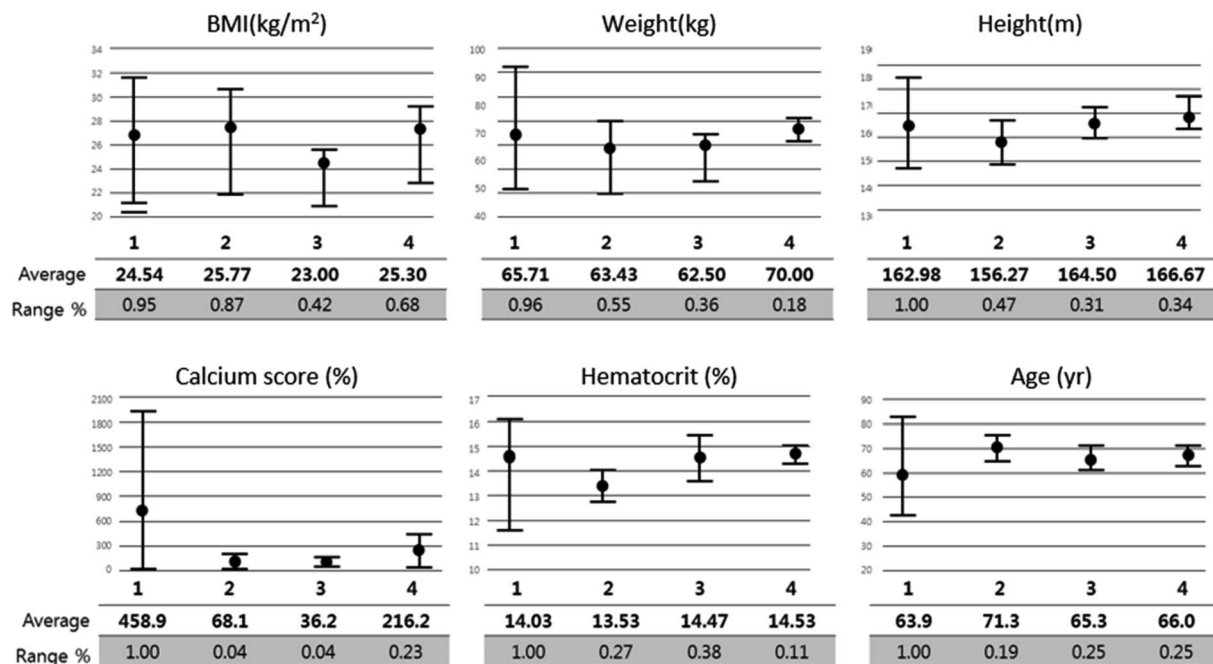 BMI(kg/m²) Weight(kg) Height(m)
34 100 190
32 90 180
30 80 170
28 70 160
26 60 150
24 50 140
22 40 130
20
1 2 3 4 1 2 3 4 1 2 3 4
Average 24.54 25.77 23.00 25.30 65.71 63.43 62.50 70.00 162.98 156.27 164.50 166.67
Range % 0.95 0.87 0.42 0.68 0.96 0.55 0.36 0.18 1.00 0.47 0.31 0.34
Calcium score (%) Hematocrit (%) Age (yr)
2100 17 90
1800 16 80
1500 15 70
1200 14 60
900 13 50
600 12 40
300 11 30
0 10 20
1 2 3 4 1 2 3 4 1 2 3 4
Average 458.9 68.1 36.2 216.2 14.03 13.53 14.47 14.53 63.9 71.3 65.3 66.0
Range % 1.00 0.04 0.04 0.23 1.00 0.27 0.38 0.11 1.00 0.19 0.25 0.25